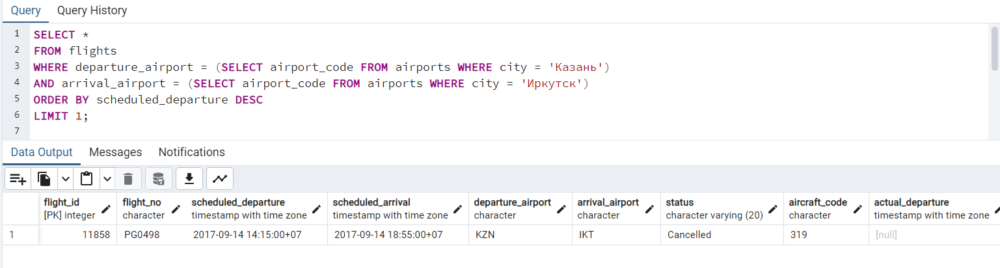 Query Query History
1 SELECT *
2 FROM flights
3 WHERE departure_airport = (SELECT airport_code FROM airports WHERE city = 'Казань')
4 AND arrival_airport = (SELECT airport_code FROM airports WHERE city = 'Иркутск')
5 ORDER BY scheduled_departure DESC
6 LIMIT 1;
7
Data Output Messages Notifications
flight_id flight_no scheduled_departure scheduled_arrival departure_airport arrival_airport status aircraft_code actual_departure
[PK] integer character timestamp with time zone timestamp with time zone character character character varying (20) character timestamp with time zone
1 11858 PG0498 2017-09-14 14:15:00+07 2017-09-14 18:55:00+07 KZN IKT Cancelled 319 [null]